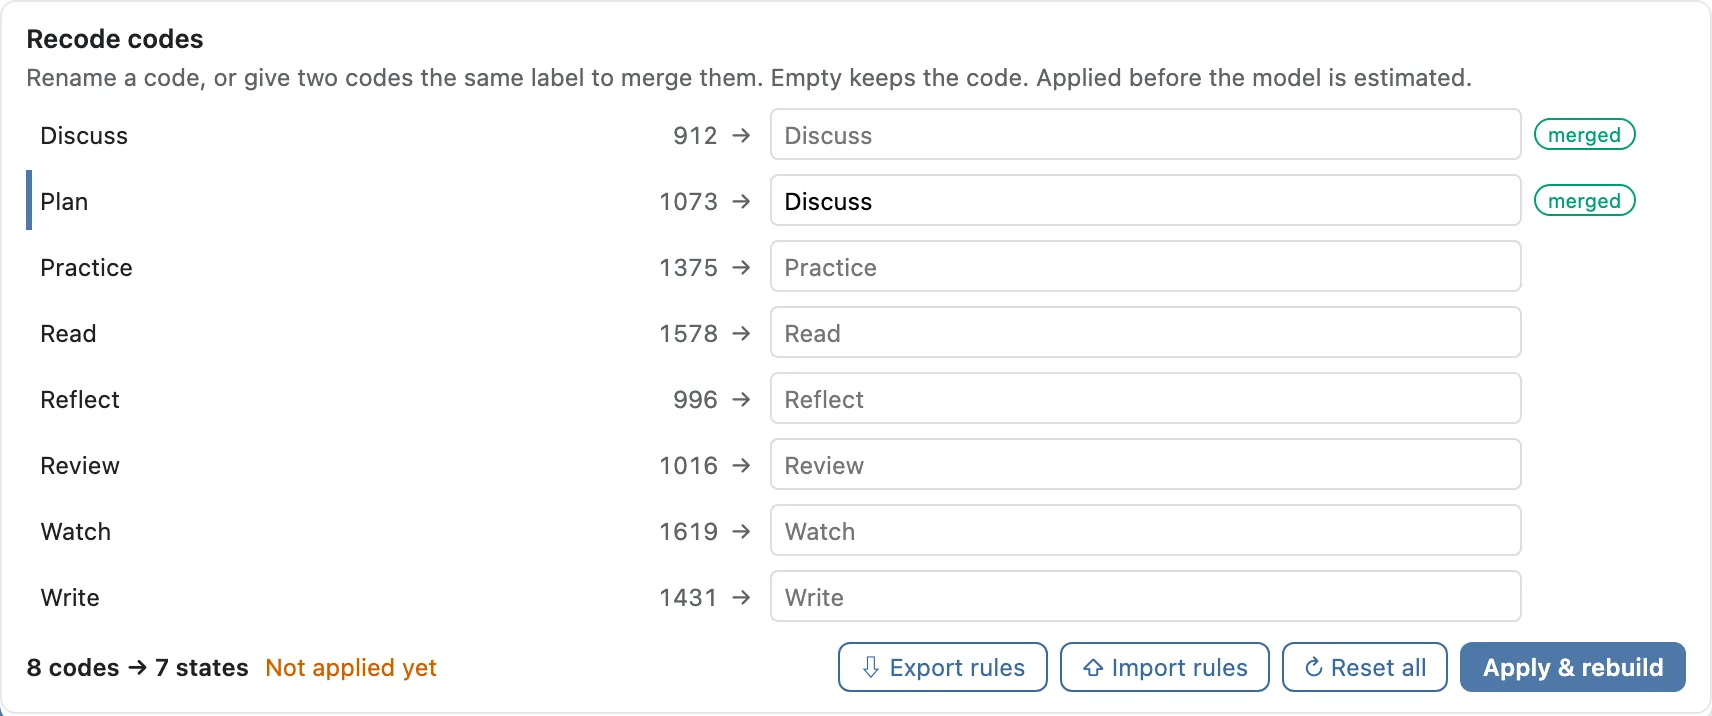 Recode codes
Rename a code, or give two codes the same label to merge them. Empty keeps the code. Applied before the model is estimated.
Discuss 912 → Discuss merged
Plan 1073 → Discuss merged
Practice 1375 → Practice
Read 1578 → Read
Reflect 996 → Reflect
Review 1016 → Review
Watch 1619 → Watch
Write 1431 → Write
8 codes → 7 states Not applied yet ⇩ Export rules ⇧ Import rules ↻ Reset all Apply & rebuild